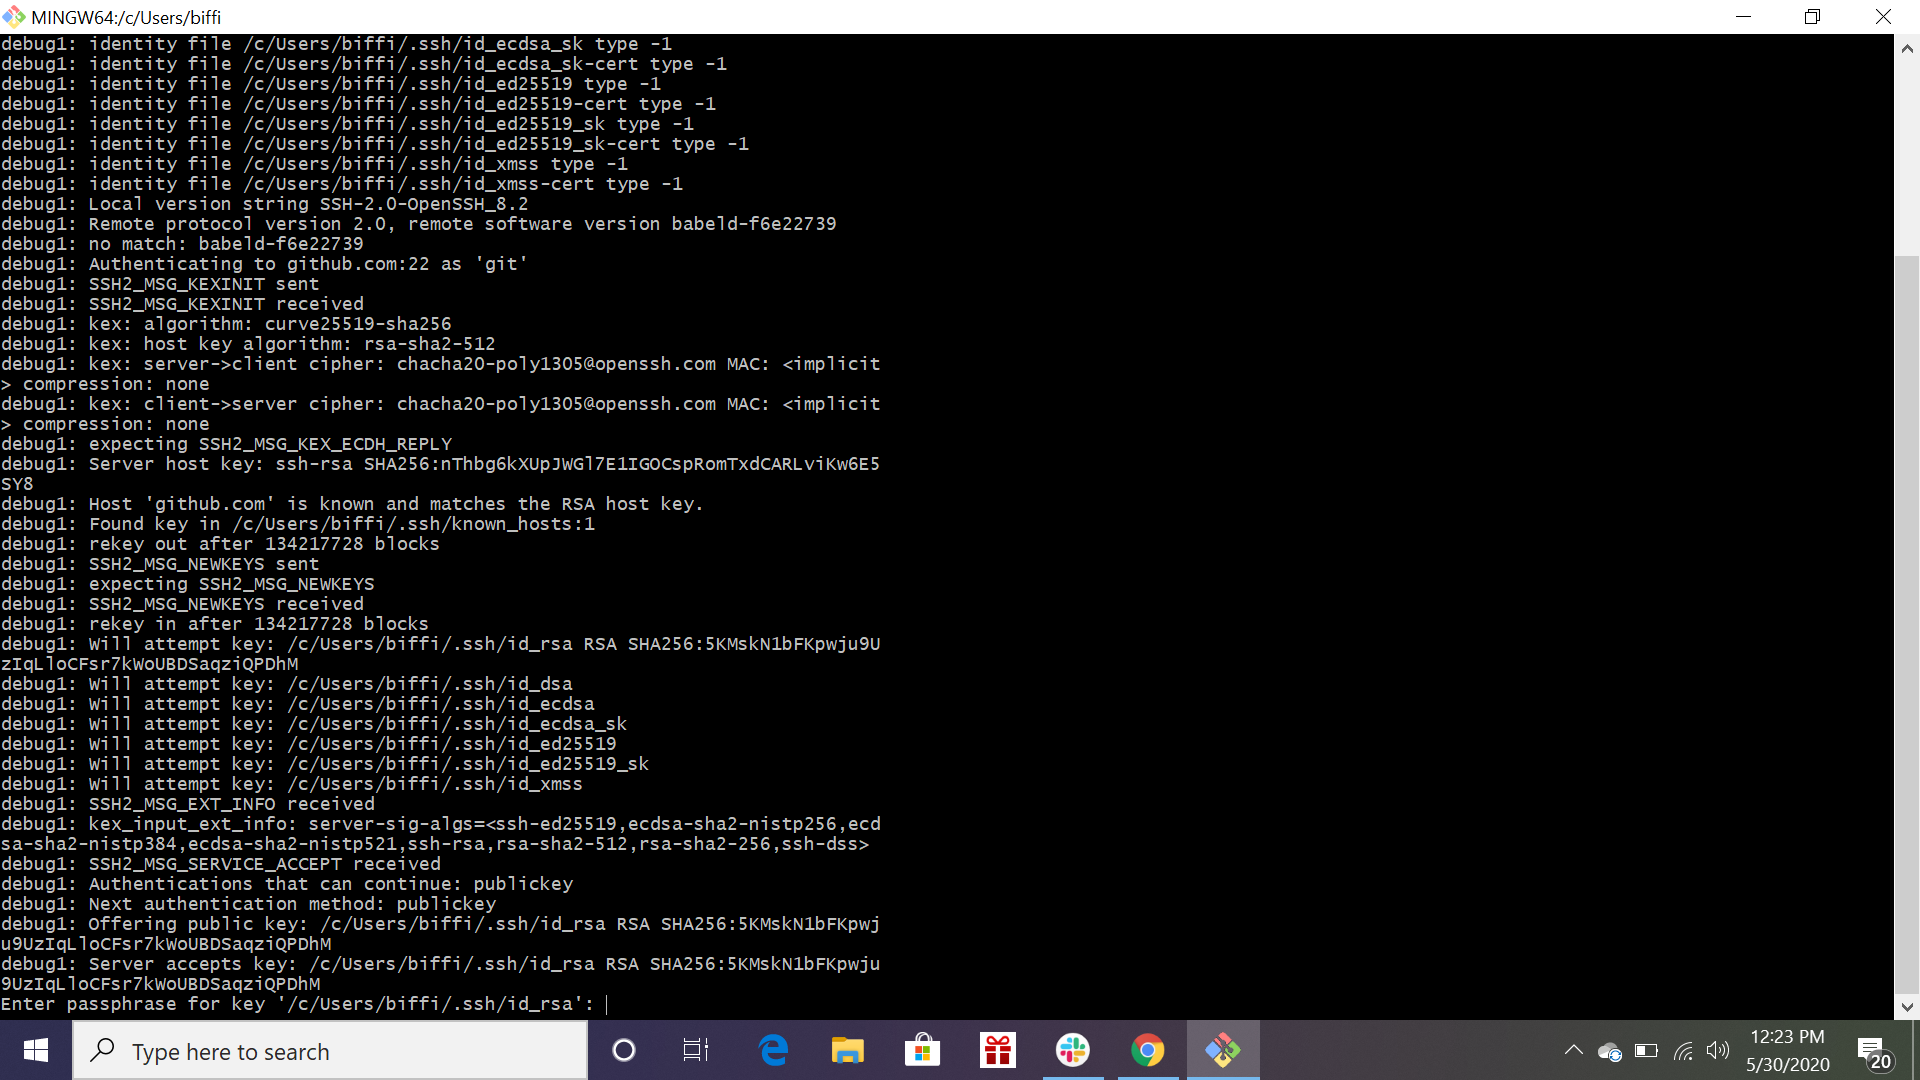 MINGW64:/c/Users/biffi
debug1: identity file /c/Users/biffi/.ssh/id_ecdsa_sk type -1
debug1: identity file /c/Users/biffi/.ssh/id_ecdsa_sk-cert type -1
debug1: identity file /c/Users/biffi/.ssh/id_ed25519 type -1
debug1: identity file /c/Users/biffi/.ssh/id_ed25519-cert type -1
debug1: identity file /c/Users/biffi/.ssh/id_ed25519_sk type -1
debug1: identity file /c/Users/biffi/.ssh/id_ed25519_sk-cert type -1
debug1: identity file /c/Users/biffi/.ssh/id_xmss type -1
debug1: identity file /c/Users/biffi/.ssh/id_xmss-cert type -1
debug1: Local version string SSH-2.0-OpenSSH_8.2
debug1: Remote protocol version 2.0, remote software version babeld-f6e22739
debug1: no match: babeld-f6e22739
debug1: Authenticating to github.com:22 as 'git'
debug1: SSH2_MSG_KEXINIT sent
debug1: SSH2_MSG_KEXINIT received
debug1: kex: algorithm: curve25519-sha256
debug1: kex: host key algorithm: rsa-sha2-512
debug1: kex: server->client cipher: chacha20-poly1305@openssh.com MAC: <implicit
> compression: none
debug1: kex: client->server cipher: chacha20-poly1305@openssh.com MAC: <implicit
> compression: none
debug1: expecting SSH2_MSG_KEX_ECDH_REPLY
debug1: Server host key: ssh-rsa SHA256:nThbg6kXUpJWGl7E1IGOCspRomTxdCARLviKw6E5
SY8
debug1: Host 'github.com' is known and matches the RSA host key.
debug1: Found key in /c/Users/biffi/.ssh/known_hosts:1
debug1: rekey out after 134217728 blocks
debug1: SSH2_MSG_NEWKEYS sent
debug1: expecting SSH2_MSG_NEWKEYS
debug1: SSH2_MSG_NEWKEYS received
debug1: rekey in after 134217728 blocks
debug1: Will attempt key: /c/Users/biffi/.ssh/id_rsa RSA SHA256:5KMskN1bFKpwju9U
zIqLloCFsr7kWoUBDSaqziQPDhM
debug1: Will attempt key: /c/Users/biffi/.ssh/id_dsa
debug1: Will attempt key: /c/Users/biffi/.ssh/id_ecdsa
debug1: Will attempt key: /c/Users/biffi/.ssh/id_ecdsa_sk
debug1: Will attempt key: /c/Users/biffi/.ssh/id_ed25519
debug1: Will attempt key: /c/Users/biffi/.ssh/id_ed25519_sk
debug1: Will attempt key: /c/Users/biffi/.ssh/id_xmss
debug1: SSH2_MSG_EXT_INFO received
debug1: kex_input_ext_info: server-sig-algs=<ssh-ed25519,ecdsa-sha2-nistp256,ecd
sa-sha2-nistp384,ecdsa-sha2-nistp521,ssh-rsa,rsa-sha2-512,rsa-sha2-256,ssh-dss>
debug1: SSH2_MSG_SERVICE_ACCEPT received
debug1: Authentications that can continue: publickey
debug1: Next authentication method: publickey
debug1: Offering public key: /c/Users/biffi/.ssh/id_rsa RSA SHA256:5KMskN1bFKpwj
u9UzIqLloCFsr7kWoUBDSaqziQPDhM
debug1: Server accepts key: /c/Users/biffi/.ssh/id_rsa RSA SHA256:5KMskN1bFKpwju
9UzIqLloCFsr7kWoUBDSaqziQPDhM
Enter passphrase for key '/c/Users/biffi/.ssh/id_rsa':
Type here to search
12:23 PM
5/30/2020
20